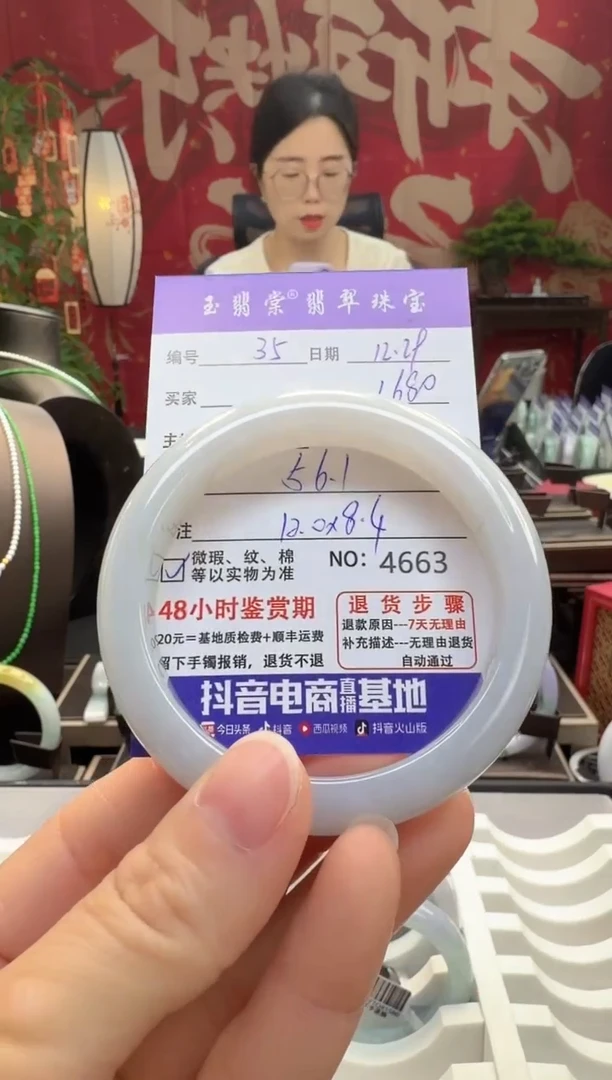 玉翡棠®翡翠珠宝
编号 35 日期 12.29
买家 1680
56.1
注 12.0x8.4
微瑕、纹、棉
等以实物为准
NO: 4663
48小时鉴赏期
20元=基地质检费+顺丰运费
留下手镯报销，退货不退
退货步骤
退款原因---7天无理由
补充描述---无理由退货
自动通过
抖音电商直播基地
今日头条 抖音 西瓜视频 抖音火山版